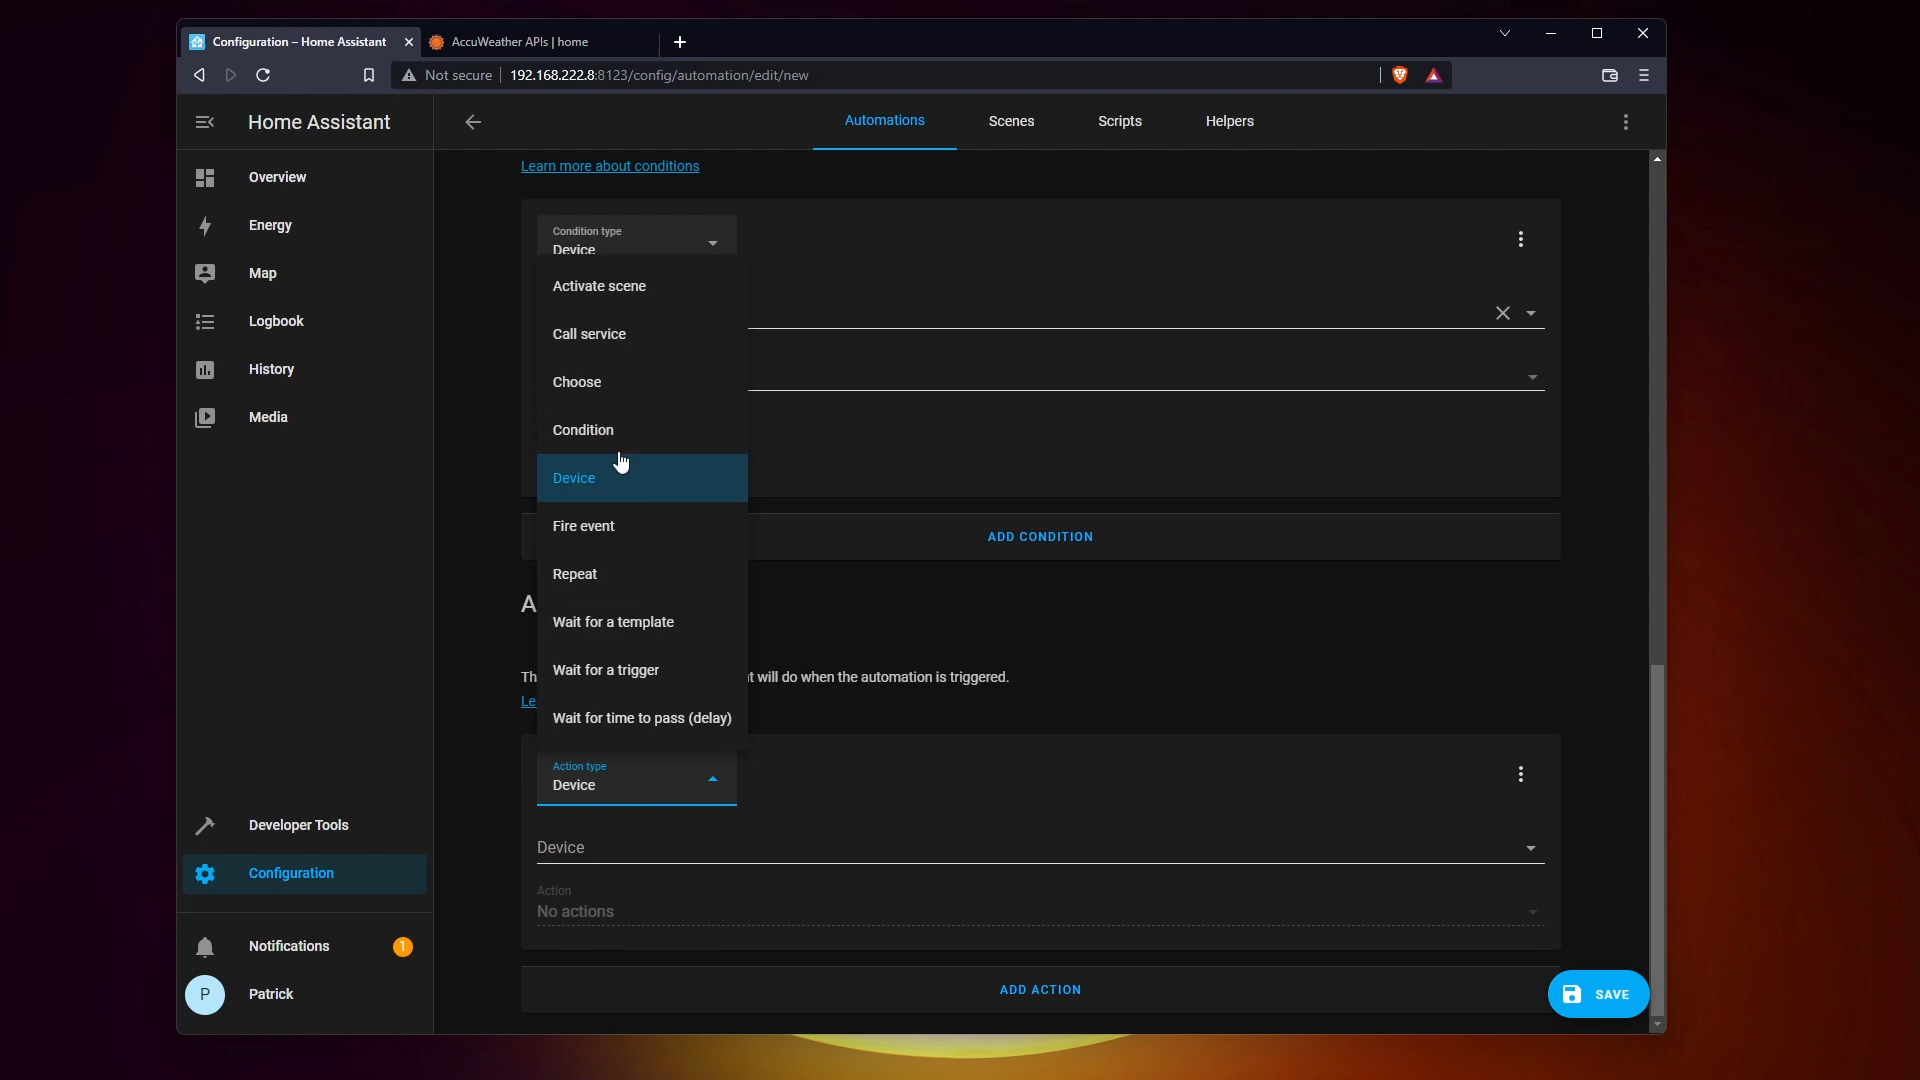 Configuration – Home Assistant
AccuWeather APIs | home
Not secure
192.168.222.8:8123/config/automation/edit/new
Home Assistant
Automations
Scenes
Scripts
Helpers
Overview
Energy
Map
Logbook
History
Media
Developer Tools
Configuration
Notifications
1
P
Patrick
Learn more about conditions
Condition type
Device
Activate scene
Call service
Choose
Condition
Device
Fire event
Repeat
Wait for a template
Wait for a trigger
Wait for time to pass (delay)
ADD CONDITION
A
Th
t will do when the automation is triggered.
Le
Action type
Device
Device
Action
No actions
ADD ACTION
SAVE